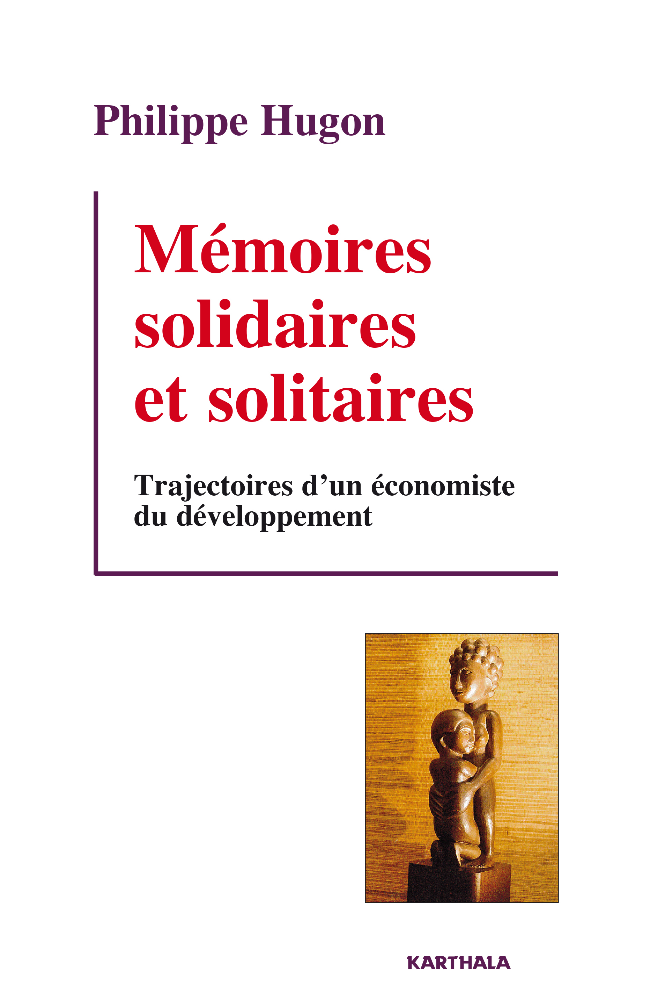 Philippe Hugon
Mémoires
solidaires
et solitaires
Trajectoires d’un économiste
du développement
KARTHALA